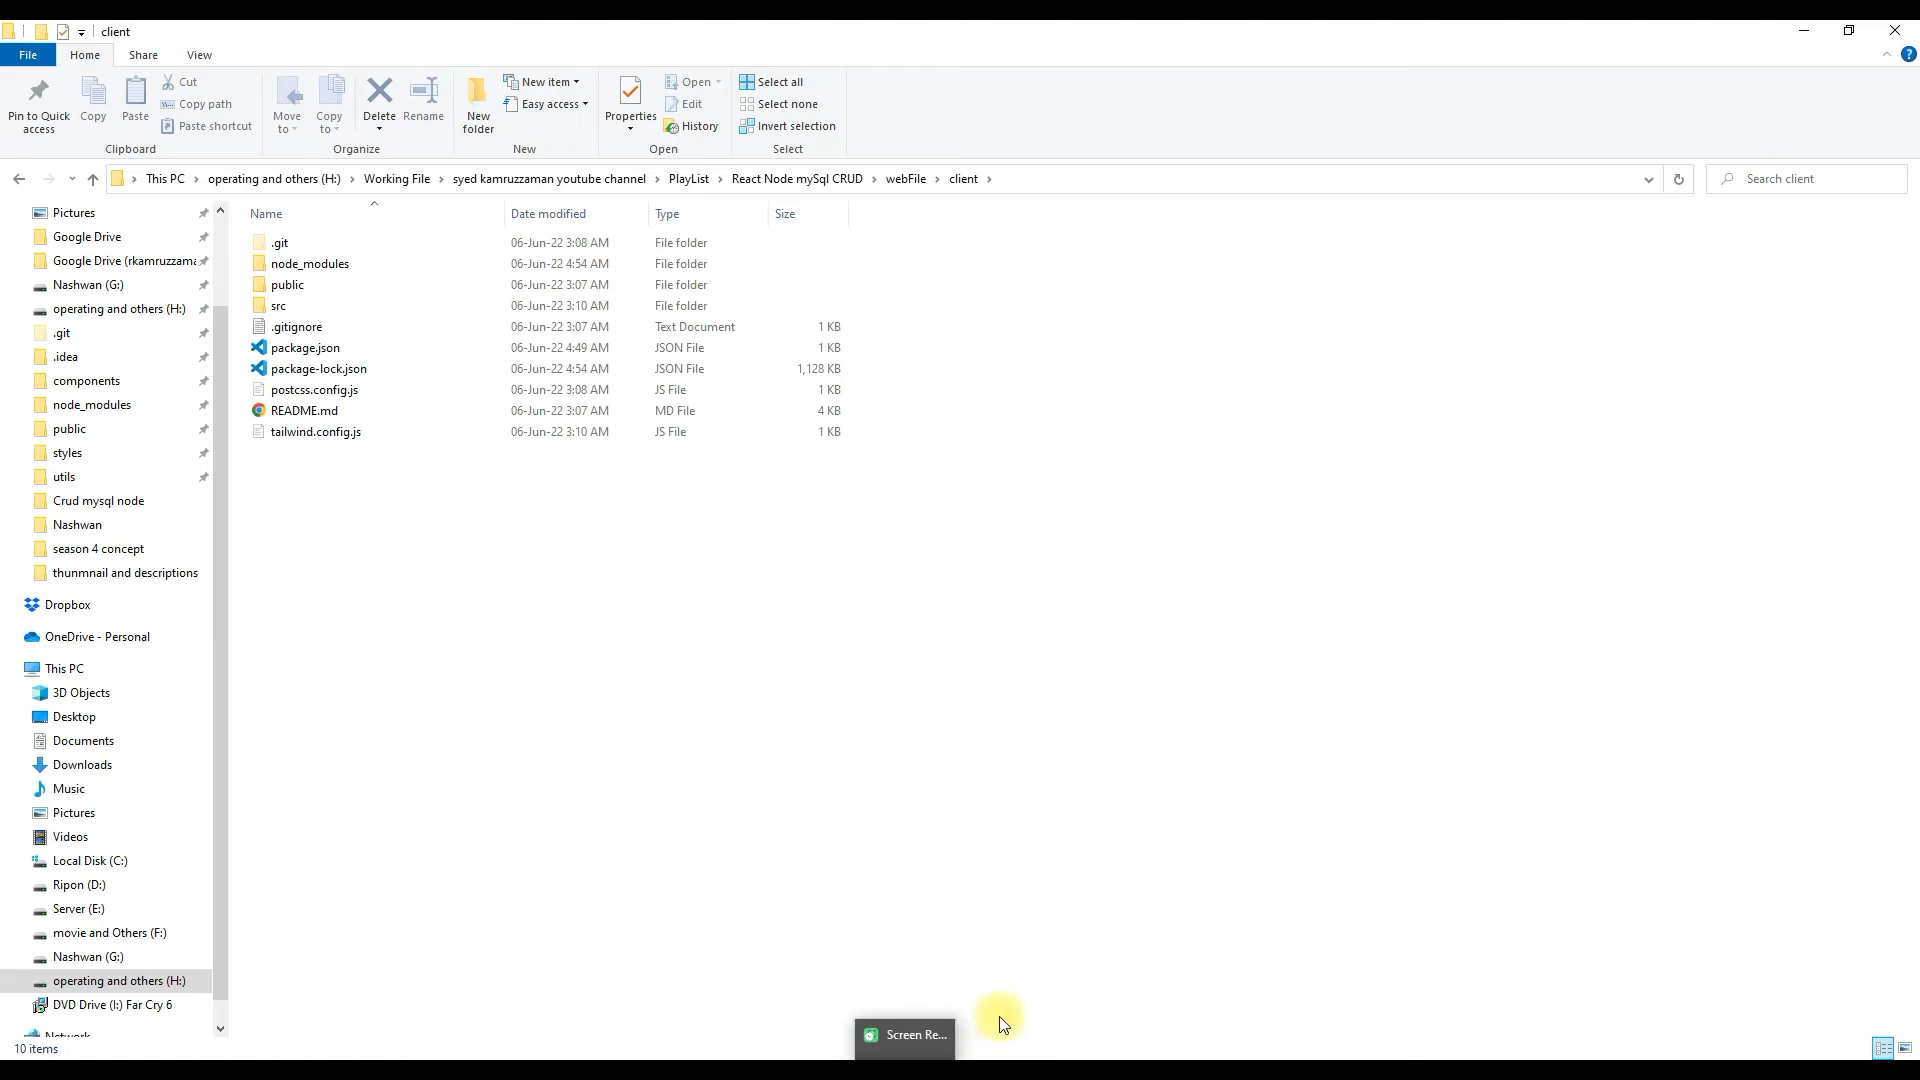 client
File Home Share View
Pin to Quick access
Copy
Paste
Cut
Copy path
Paste shortcut
Clipboard
Move to
Copy to
Delete
Rename
Organize
New folder
New item
Easy access
New
Properties
Open
Edit
History
Open
Select all
Select none
Invert selection
Select
This PC > operating and others (H:) > Working File > syed kamruzzaman youtube channel > PlayList > React Node mySql CRUD > webFile > client >
Search client
Pictures
Google Drive
Google Drive (rkamruzzama
Nashwan (G:)
operating and others (H:)
.git
.idea
components
node_modules
public
styles
utils
Crud mysql node
Nashwan
season 4 concept
thunmnail and descriptions
Dropbox
OneDrive - Personal
This PC
3D Objects
Desktop
Documents
Downloads
Music
Pictures
Videos
Local Disk (C:)
Ripon (D:)
Server (E:)
movie and Others (F:)
Nashwan (G:)
operating and others (H:)
DVD Drive (I:) Far Cry 6
Network
Name Date modified Type Size
.git 06-Jun-22 3:08 AM File folder
node_modules 06-Jun-22 4:54 AM File folder
public 06-Jun-22 3:07 AM File folder
src 06-Jun-22 3:10 AM File folder
.gitignore 06-Jun-22 3:07 AM Text Document 1 KB
package.json 06-Jun-22 4:49 AM JSON File 1 KB
package-lock.json 06-Jun-22 4:54 AM JSON File 1,128 KB
postcss.config.js 06-Jun-22 3:08 AM JS File 1 KB
README.md 06-Jun-22 3:07 AM MD File 4 KB
tailwind.config.js 06-Jun-22 3:10 AM JS File 1 KB
Screen Re...
10 items